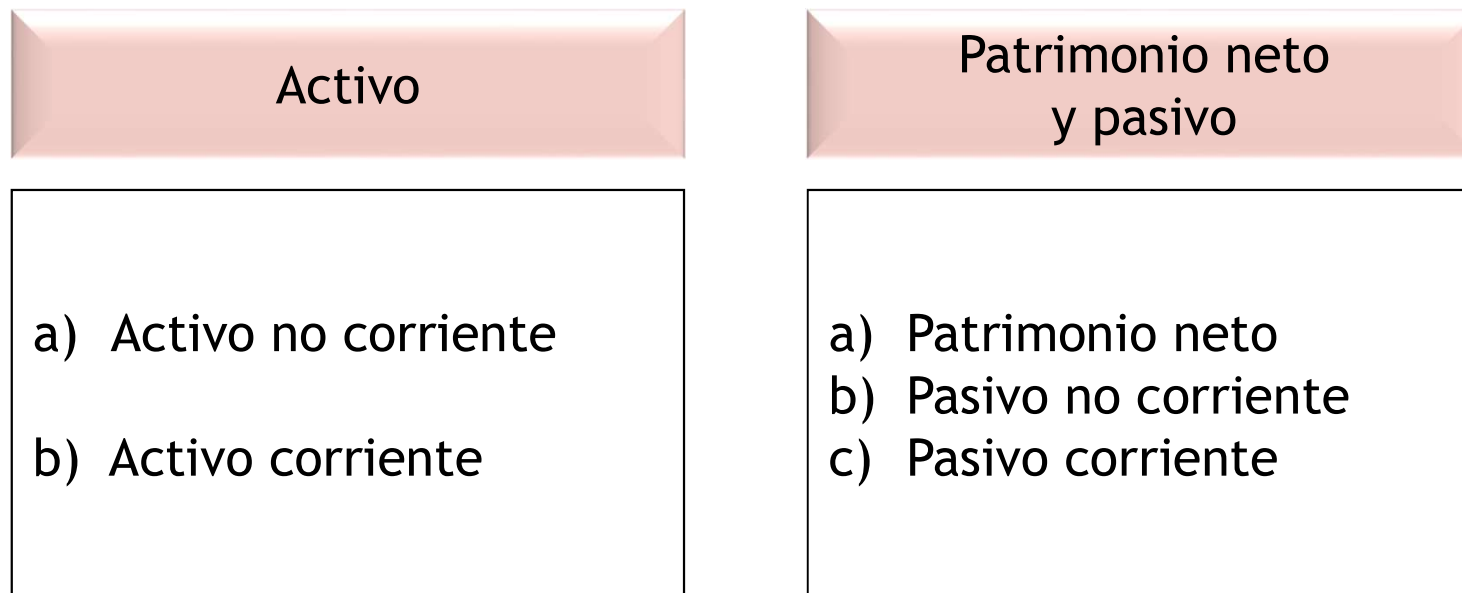 Activo
a) Activo no corriente
b) Activo corriente
Patrimonio neto
y pasivo
a) Patrimonio neto
b) Pasivo no corriente
c) Pasivo corriente